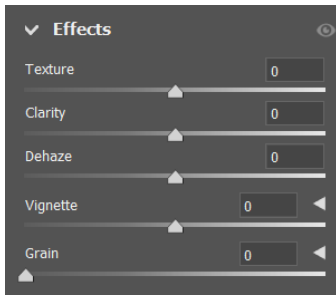 Effects
Texture 0
Clarity 0
Dehaze 0
Vignette 0
Grain 0